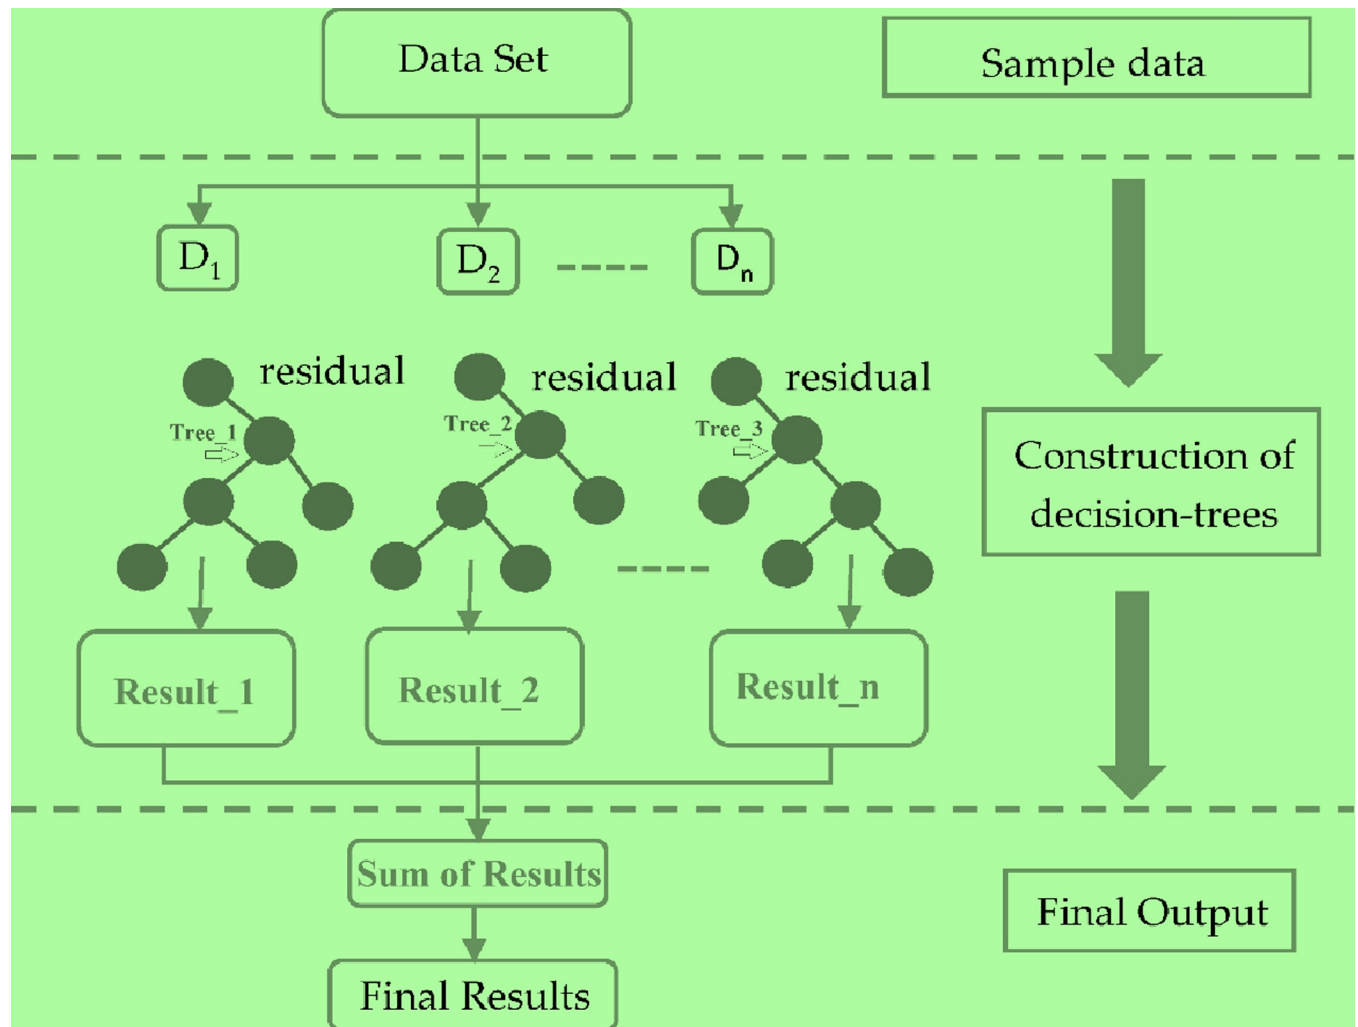 Data Set
Sample data
D1
D2
Dn
residual
residual
residual
Tree_1
Tree_2
Tree_3
Construction of
decision-trees
Result_1
Result_2
Result_n
Sum of Results
Final Output
Final Results